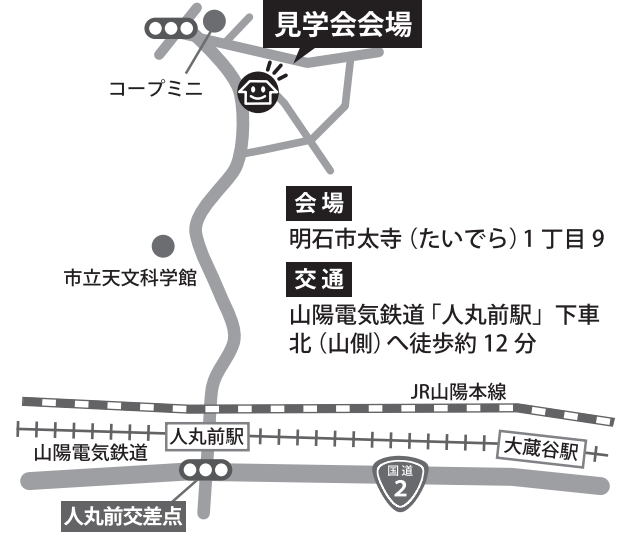 見学会会場
コープミニ
会場
明石市太寺（たいでら）1丁目9
市立天文科学館
交通
山陽電気鉄道「人丸前駅」下車
北（山側）へ徒歩約12分
JR山陽本線
人丸前駅
山陽電気鉄道
大蔵谷駅
国道
2
人丸前交差点